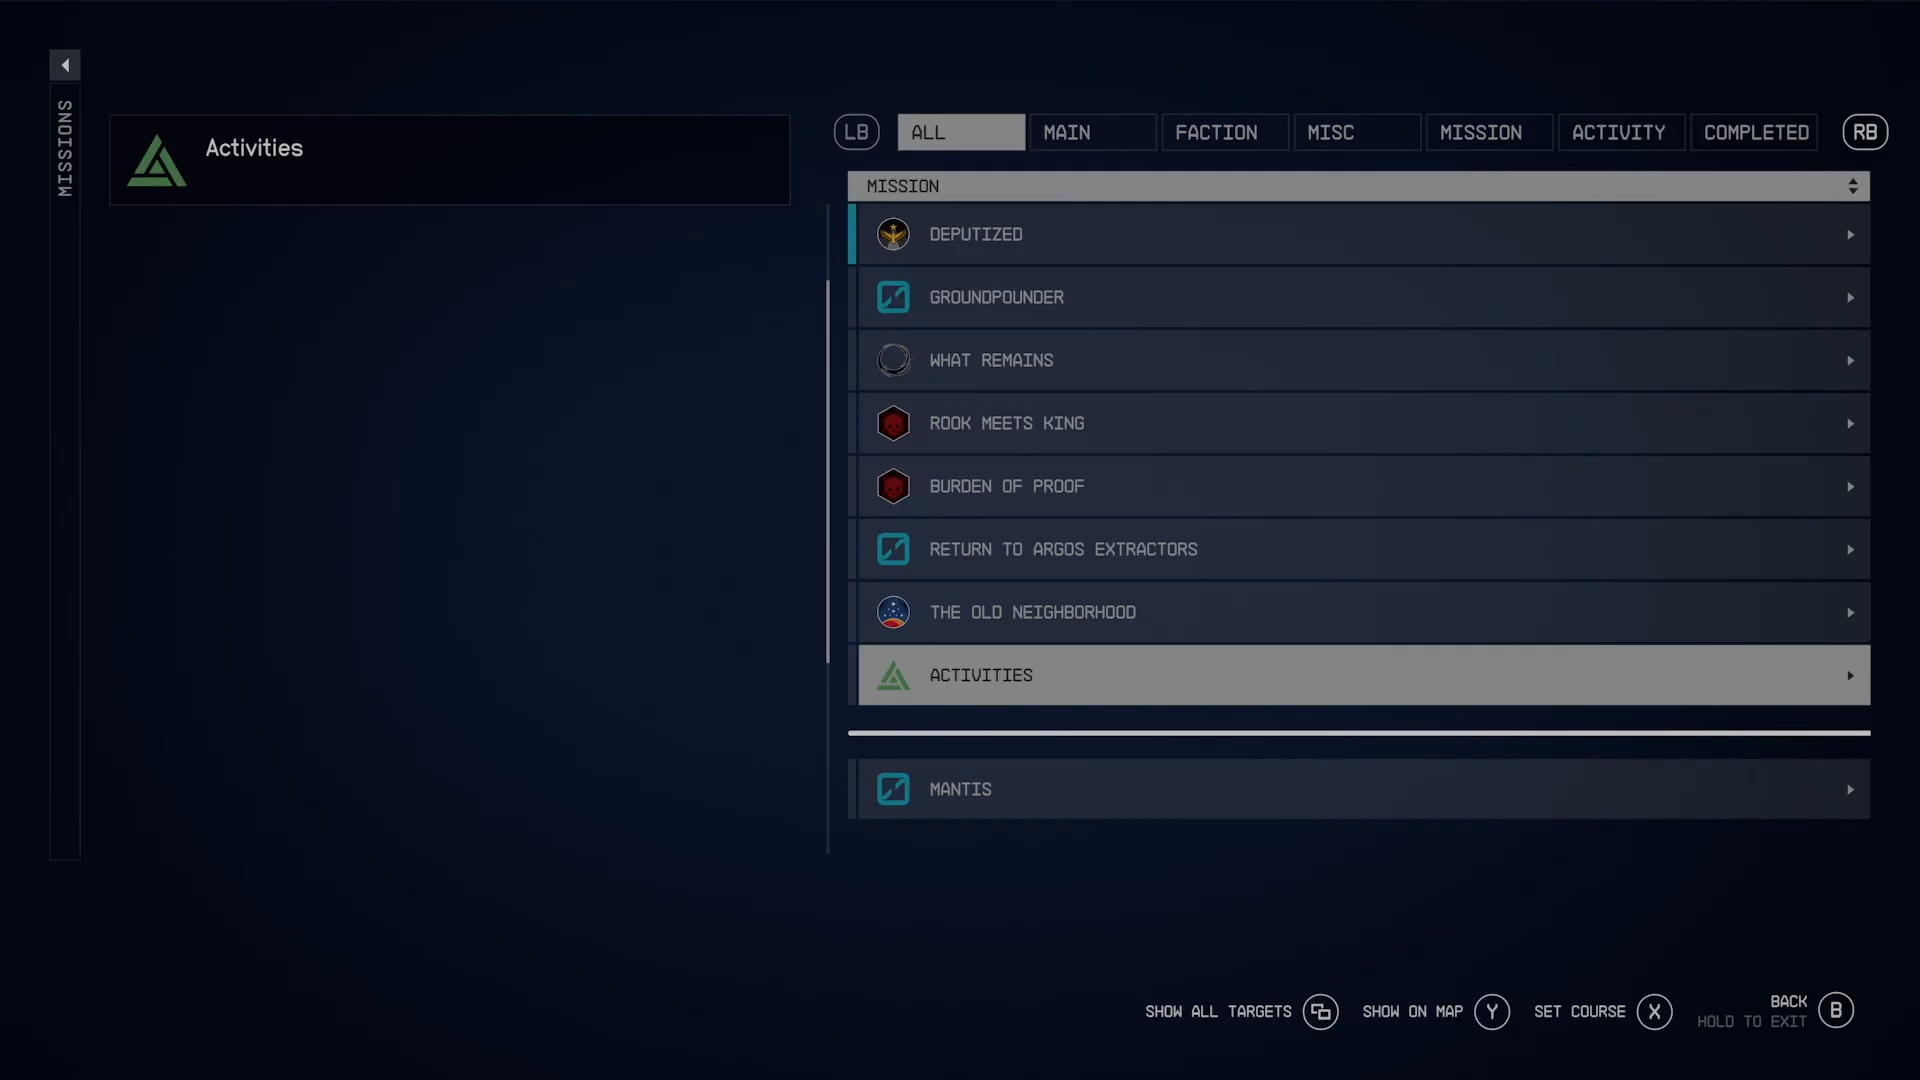 MISSIONS
Activities
LB
ALL
MAIN
FACTION
MISC
MISSION
ACTIVITY
COMPLETED
RB
MISSION
DEPUTIZED
GROUNDPOUNDER
WHAT REMAINS
ROOK MEETS KING
BURDEN OF PROOF
RETURN TO ARGOS EXTRACTORS
THE OLD NEIGHBORHOOD
ACTIVITIES
MANTIS
SHOW ALL TARGETS
SHOW ON MAP Y
SET COURSE X
BACK B
HOLD TO EXIT